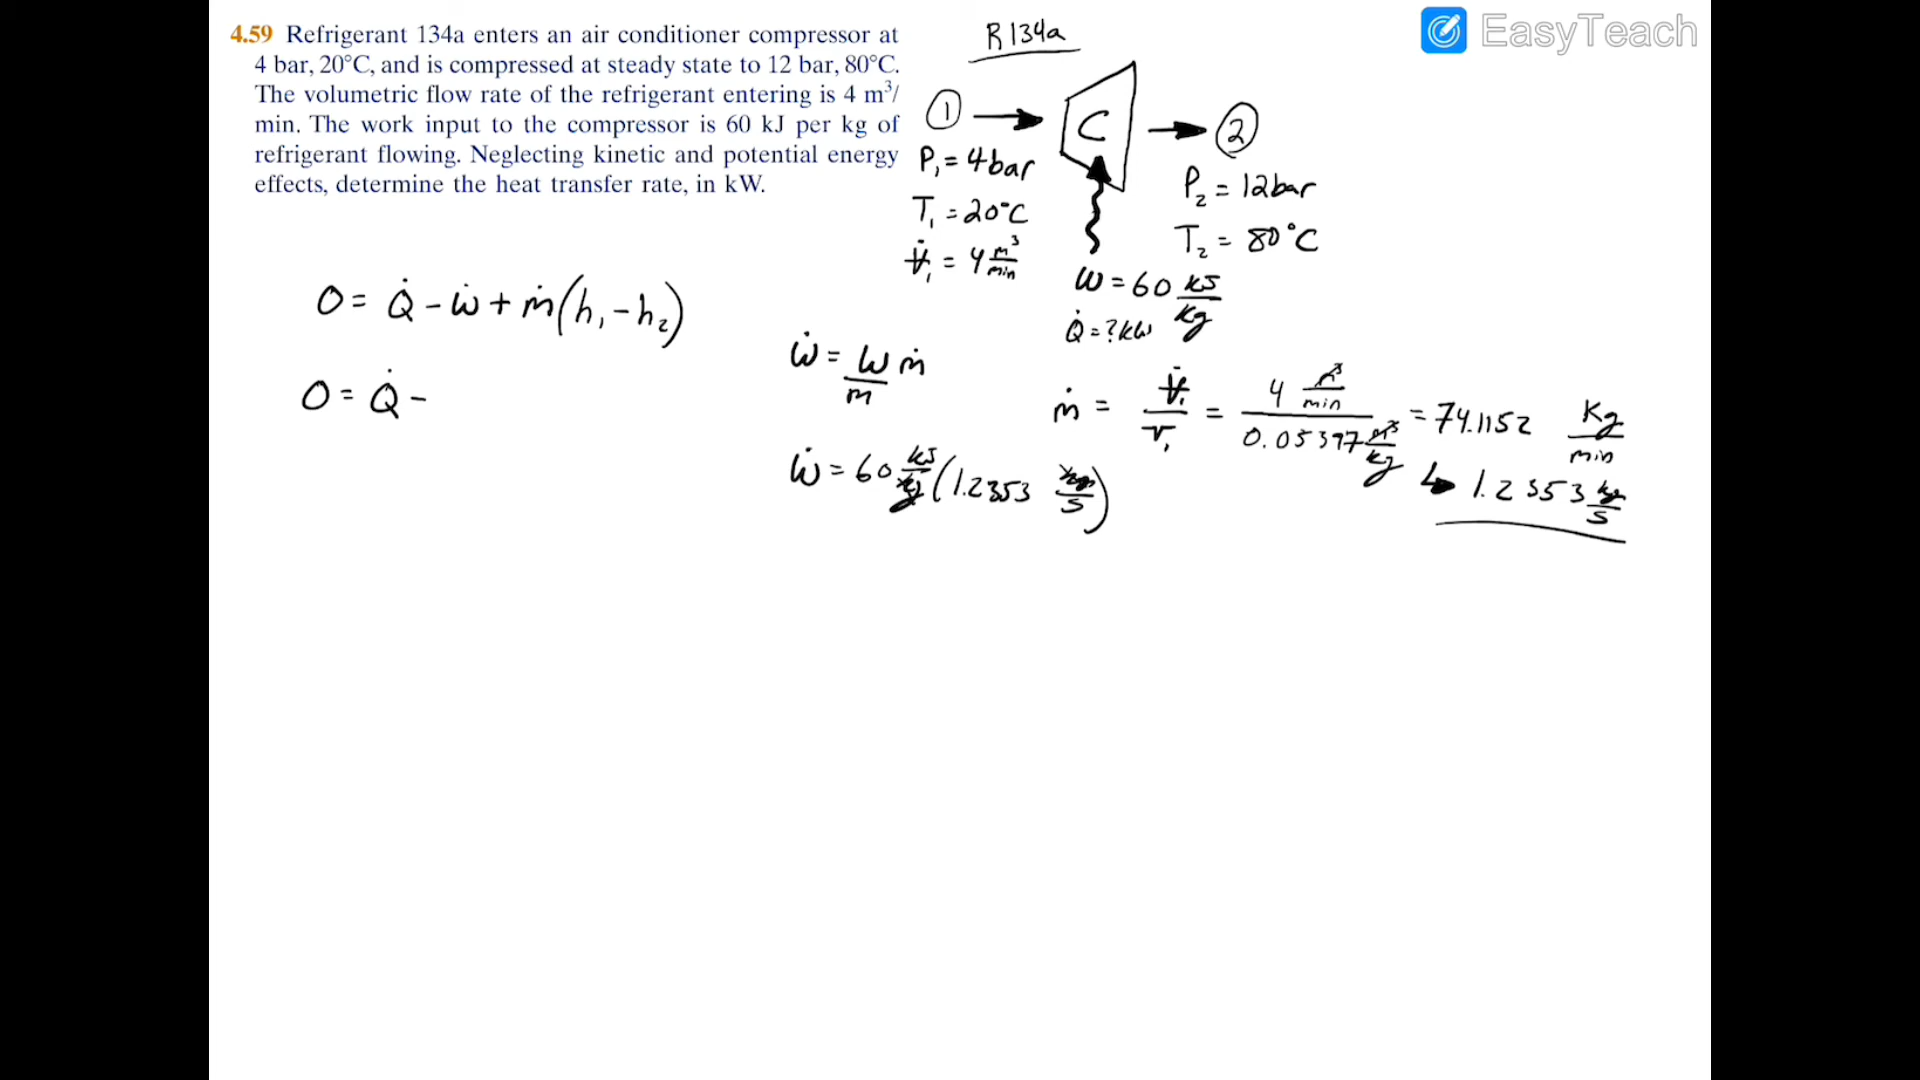 4.59 Refrigerant 134a enters an air conditioner compressor at
4 bar, 20°C, and is compressed at steady state to 12 bar, 80°C.
The volumetric flow rate of the refrigerant entering is 4 m³/
min. The work input to the compressor is 60 kJ per kg of
refrigerant flowing. Neglecting kinetic and potential energy
effects, determine the heat transfer rate, in kW.
EasyTeach
R134a
① → C → ②
P₁ = 4bar
T₁ = 20°C
V̇₁ = 4 m³/min
P₂ = 12bar
T₂ = 80°C
W = 60 kJ/kg
Q̇ = ? kW
0 = Q̇ - Ẇ + ṁ(h₁ - h₂)
0 = Q̇ -
Ẇ = W/m ṁ
ṁ = V̇₁/v₁ = 4 m³/min / 0.05397 m³/kg = 74.1152 kg/min
↳ 1.2353 kg/s
Ẇ = 60 kJ/kg (1.2353 kg/s)